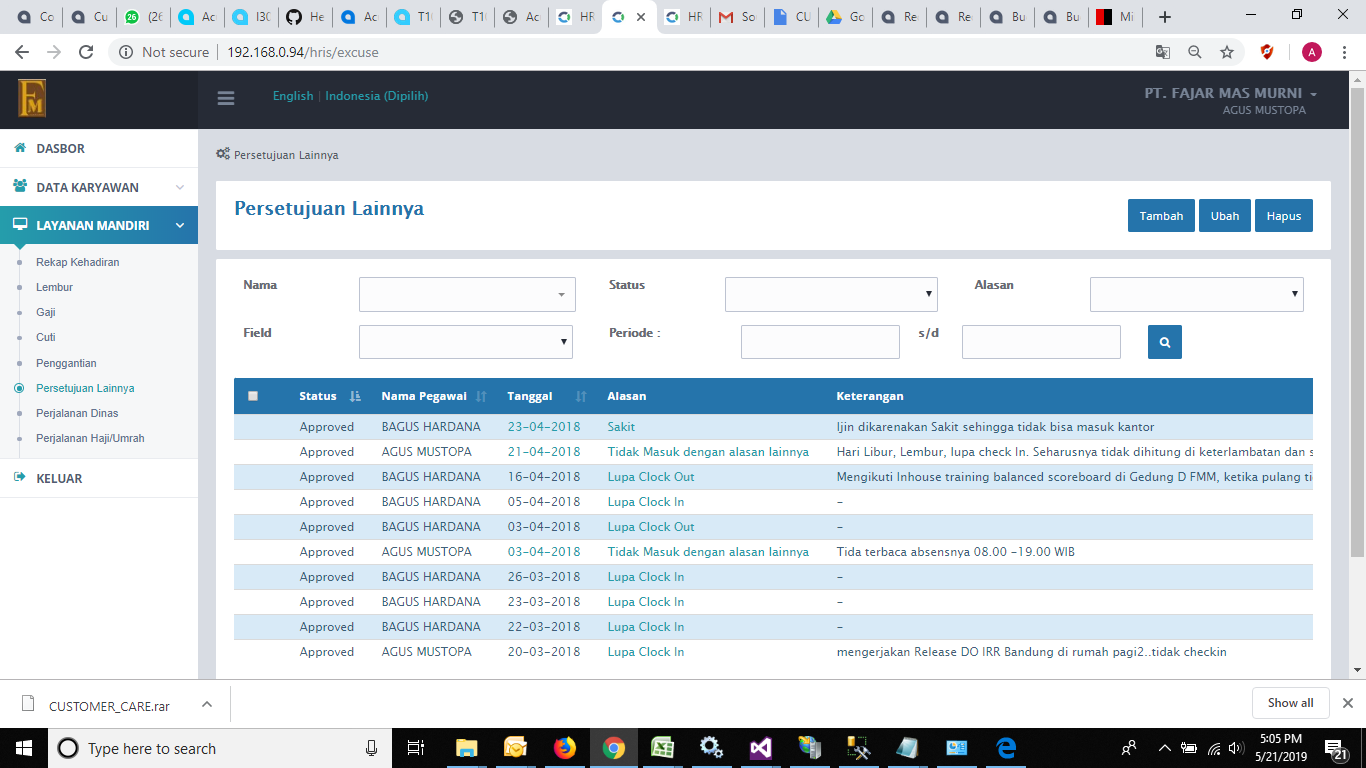 Co
Cu
26 (26
Ac
I30
He
Ac
T10
T10
Ac
HR
HR
So
CU
Go
Re
Re
Bu
Bu
Mi
Not secure | 192.168.0.94/hris/excuse
A
FM
English | Indonesia (Dipilih)
PT. FAJAR MAS MURNI
AGUS MUSTOPA
DASBOR
DATA KARYAWAN
LAYANAN MANDIRI
Rekap Kehadiran
Lembur
Gaji
Cuti
Penggantian
Persetujuan Lainnya
Perjalanan Dinas
Perjalanan Haji/Umrah
KELUAR
Persetujuan Lainnya
Persetujuan Lainnya
Tambah Ubah Hapus
Nama Status Alasan
Field Periode : s/d
Status Nama Pegawai Tanggal Alasan Keterangan
Approved BAGUS HARDANA 23-04-2018 Sakit Ijin dikarenakan Sakit sehingga tidak bisa masuk kantor
Approved AGUS MUSTOPA 21-04-2018 Tidak Masuk dengan alasan lainnya Hari Libur, Lembur, lupa check In. Seharusnya tidak dihitung di keterlambatan dan s
Approved BAGUS HARDANA 16-04-2018 Lupa Clock Out Mengikuti Inhouse training balanced scoreboard di Gedung D FMM, ketika pulang ti
Approved BAGUS HARDANA 05-04-2018 Lupa Clock In -
Approved BAGUS HARDANA 03-04-2018 Lupa Clock Out -
Approved AGUS MUSTOPA 03-04-2018 Tidak Masuk dengan alasan lainnya Tida terbaca absensnya 08.00 -19.00 WIB
Approved BAGUS HARDANA 26-03-2018 Lupa Clock In -
Approved BAGUS HARDANA 23-03-2018 Lupa Clock In -
Approved BAGUS HARDANA 22-03-2018 Lupa Clock In -
Approved AGUS MUSTOPA 20-03-2018 Lupa Clock In mengerjakan Release DO IRR Bandung di rumah pagi2..tidak checkin
CUSTOMER_CARE.rar
Show all
Type here to search
5:05 PM
5/21/2019
21